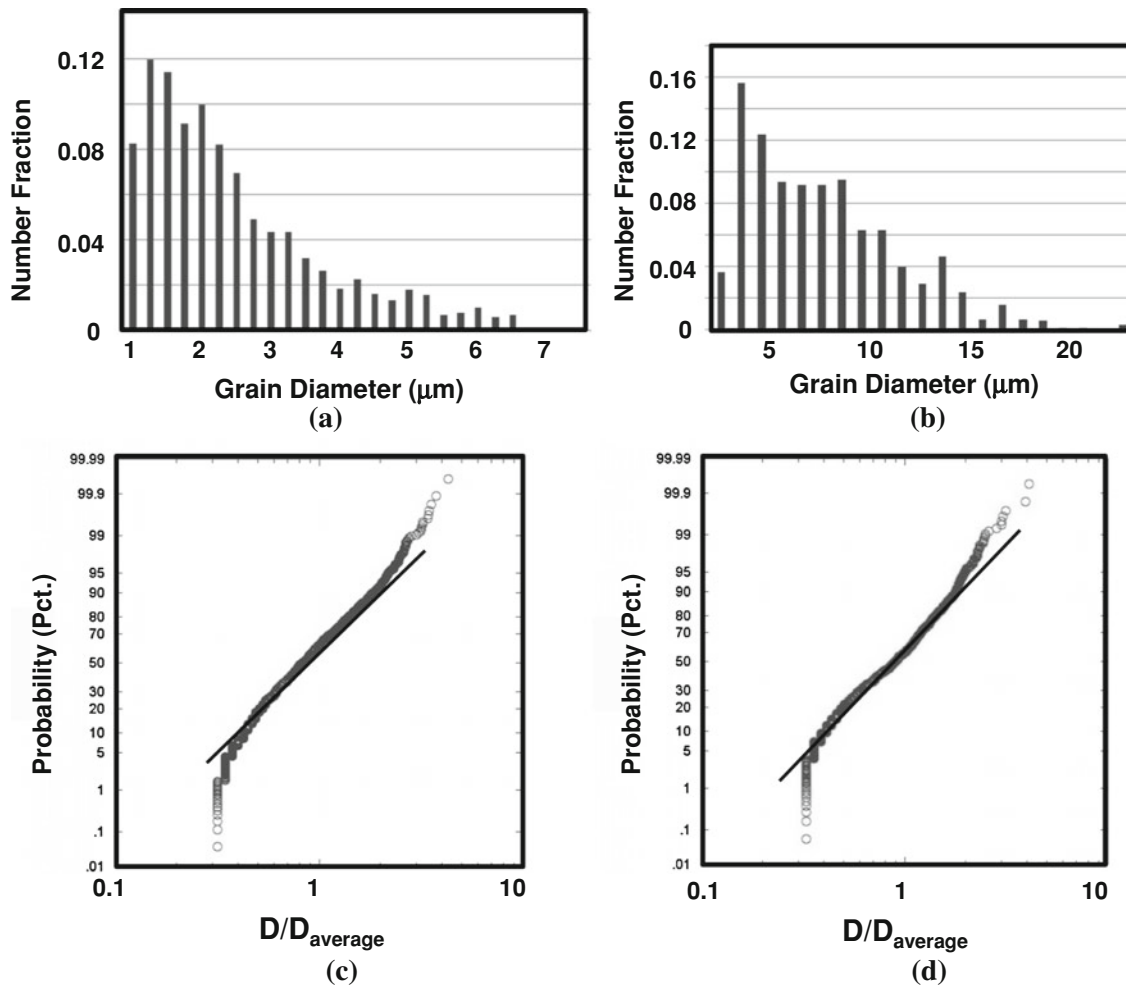 Number Fraction
0.12
0.08
0.04
0
1 2 3 4 5 6 7
Grain Diameter (μm)
(a)
Number Fraction
0.16
0.12
0.08
0.04
0
5 10 15 20
Grain Diameter (μm)
(b)
Probability (Pct.)
99.99
99.9
99
95
90
80
70
50
30
20
10
5
1
.1
.01
0.1 1 10
D/Daverage
(c)
Probability (Pct.)
99.99
99.9
99
95
90
80
70
50
30
20
10
5
1
.1
.01
0.1 1 10
D/Daverage
(d)